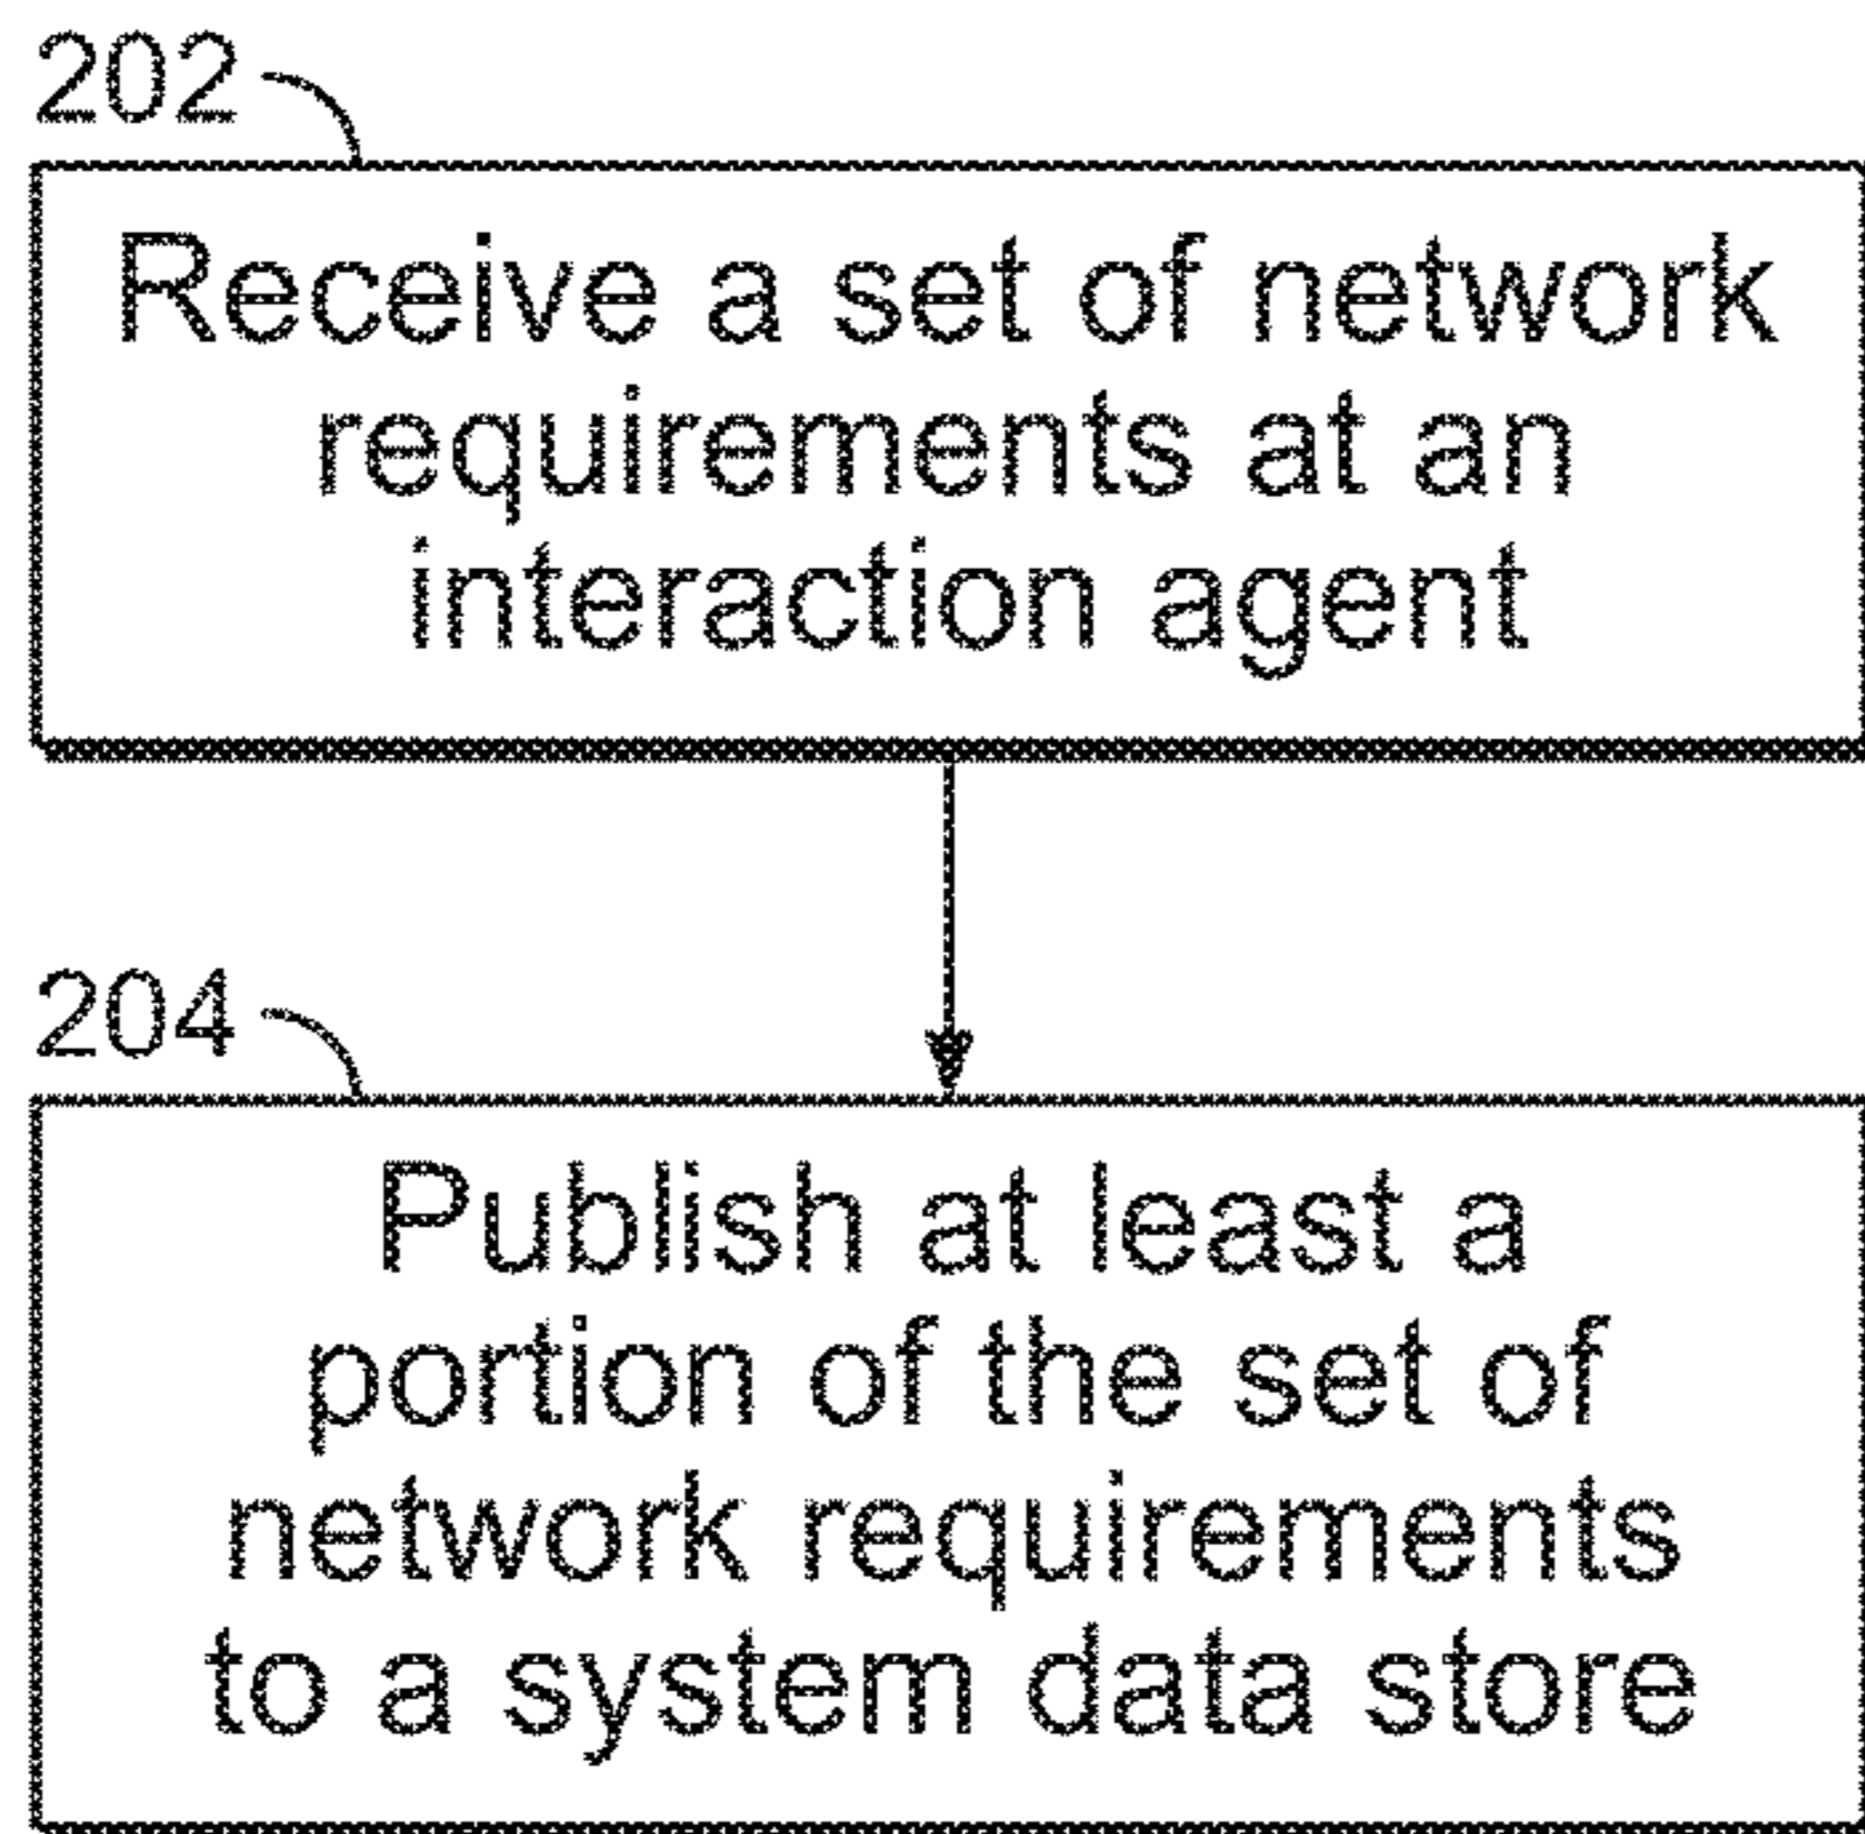 202
Receive a set of network
requirements at an
interaction agent
204
Publish at least a
portion of the set of
network requirements
to a system data store